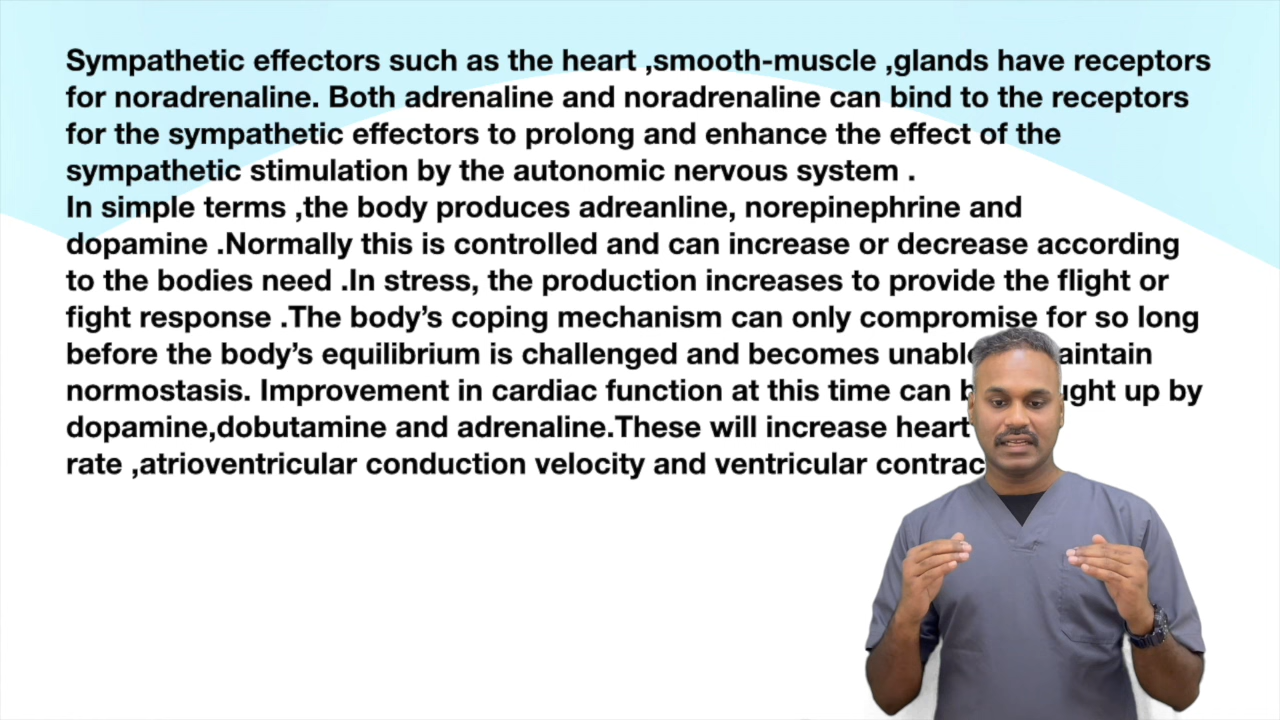 Sympathetic effectors such as the heart ,smooth-muscle ,glands have receptors
for noradrenaline. Both adrenaline and noradrenaline can bind to the receptors
for the sympathetic effectors to prolong and enhance the effect of the
sympathetic stimulation by the autonomic nervous system .
In simple terms ,the body produces adreanline, norepinephrine and
dopamine .Normally this is controlled and can increase or decrease according
to the bodies need .In stress, the production increases to provide the flight or
fight response .The body’s coping mechanism can only compromise for so long
before the body’s equilibrium is challenged and becomes
normostasis. Improvement in cardiac function at this time can up by
dopamine,dobutamine and adrenaline.These will increase heart
rate ,atrioventricular conduction velocity and ventricular